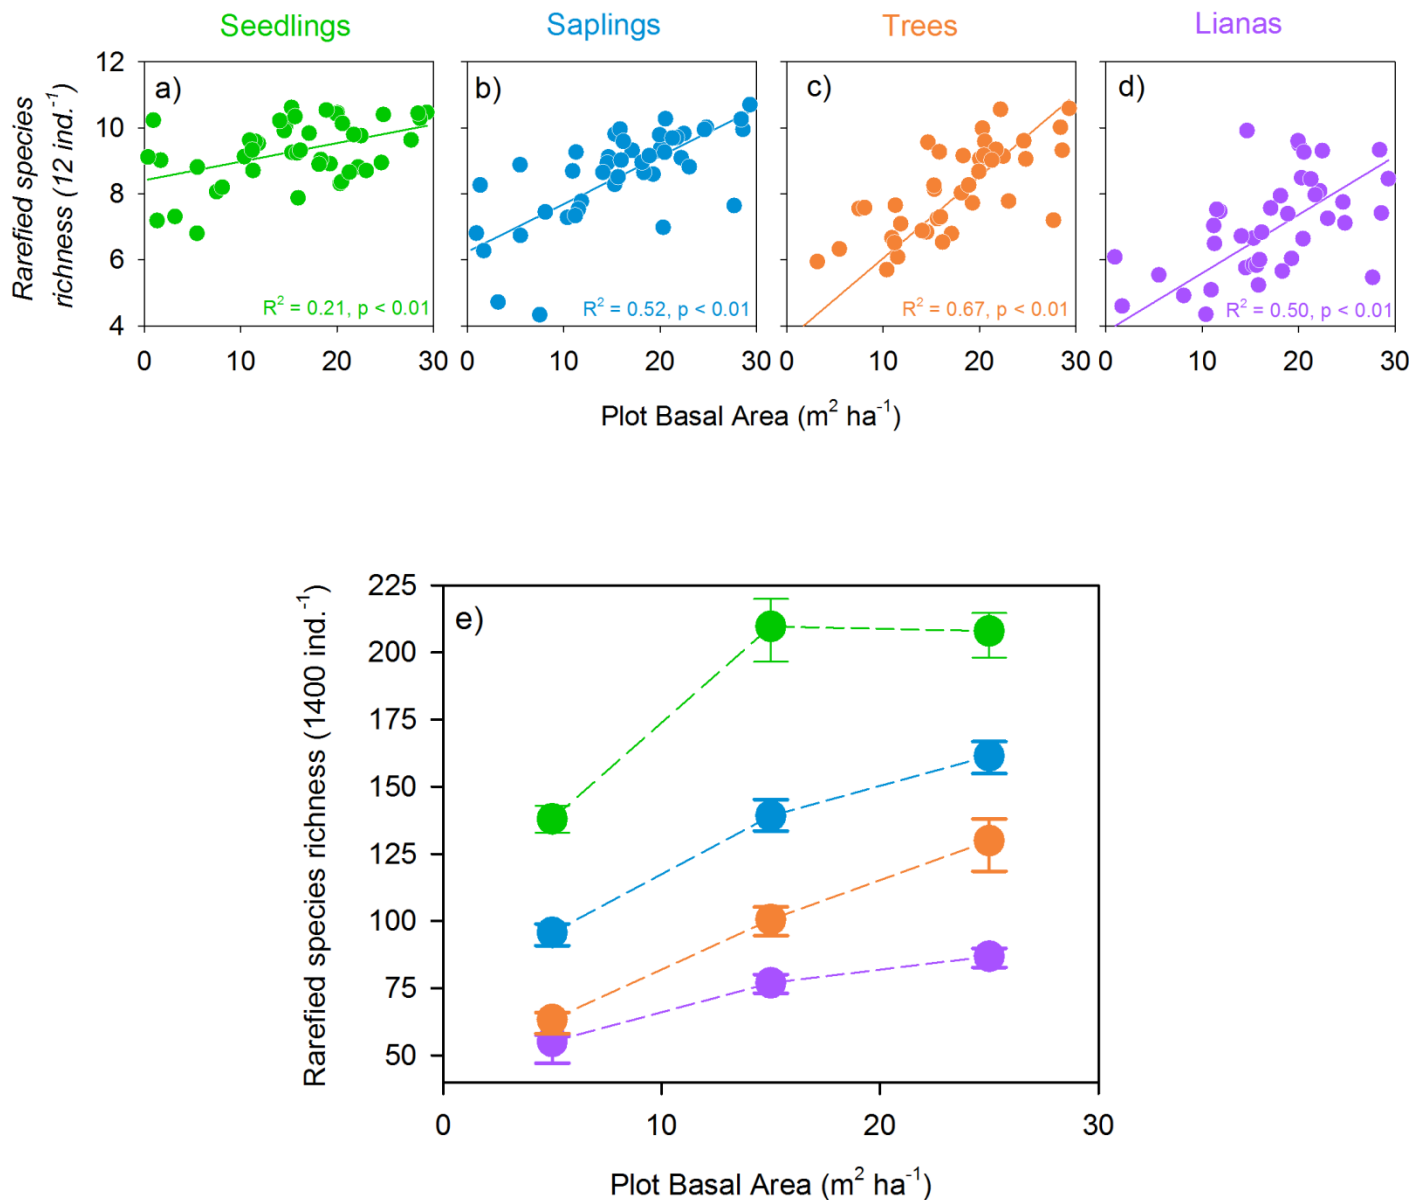 Seedlings Saplings Trees Lianas
Rarefied species
richness (12 ind.⁻¹)
12
10
8
6
4
a) b) c) d)
R² = 0.21, p < 0.01 R² = 0.52, p < 0.01 R² = 0.67, p < 0.01 R² = 0.50, p < 0.01
0 10 20 30 0 10 20 30 0 10 20 30 0 10 20 30
Plot Basal Area (m² ha⁻¹)
Rarefied species richness (1400 ind.⁻¹)
225
200
175
150
125
100
75
50
e)
0 10 20 30
Plot Basal Area (m² ha⁻¹)